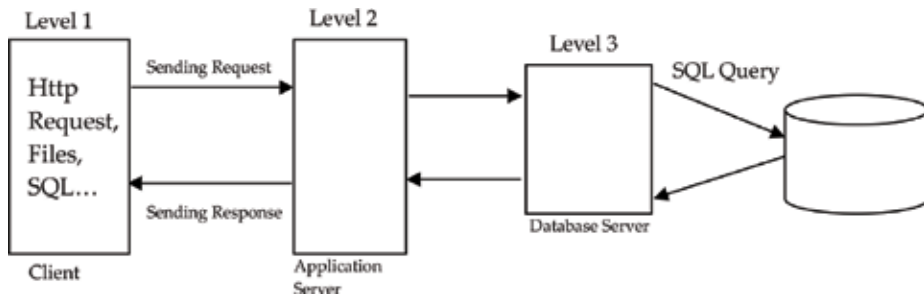 Level 1
Http
Request,
Files,
SQL...
Client
Sending Request
Sending Response
Level 2
Application
Server
Level 3
Database Server
SQL Query